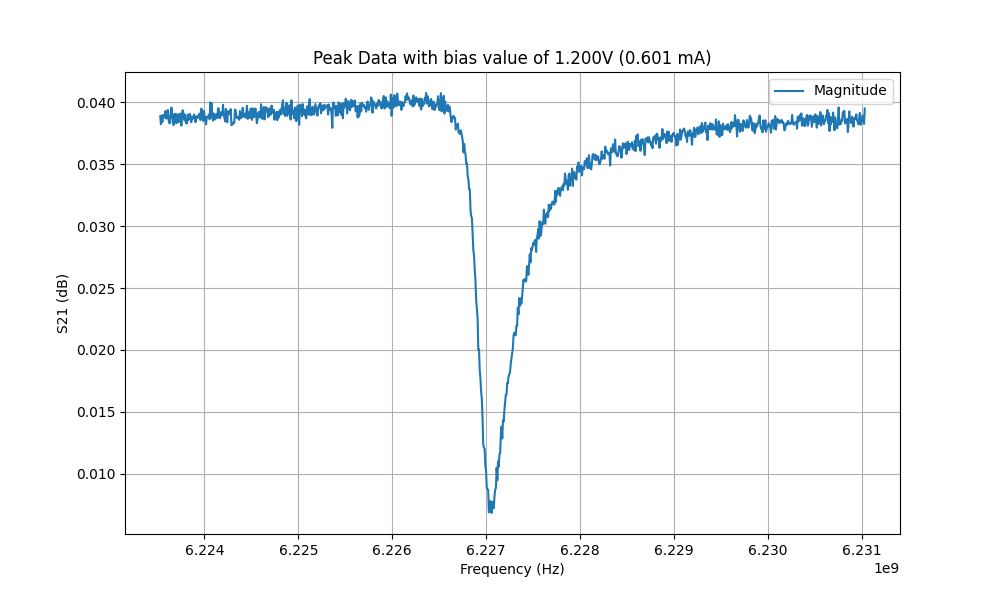 Peak Data with bias value of 1.200V (0.601 mA)
Magnitude
0.040
0.035
0.030
0.025
0.020
0.015
0.010
S21 (dB)
6.224 6.225 6.226 6.227 6.228 6.229 6.230 6.231
Frequency (Hz)
1e9